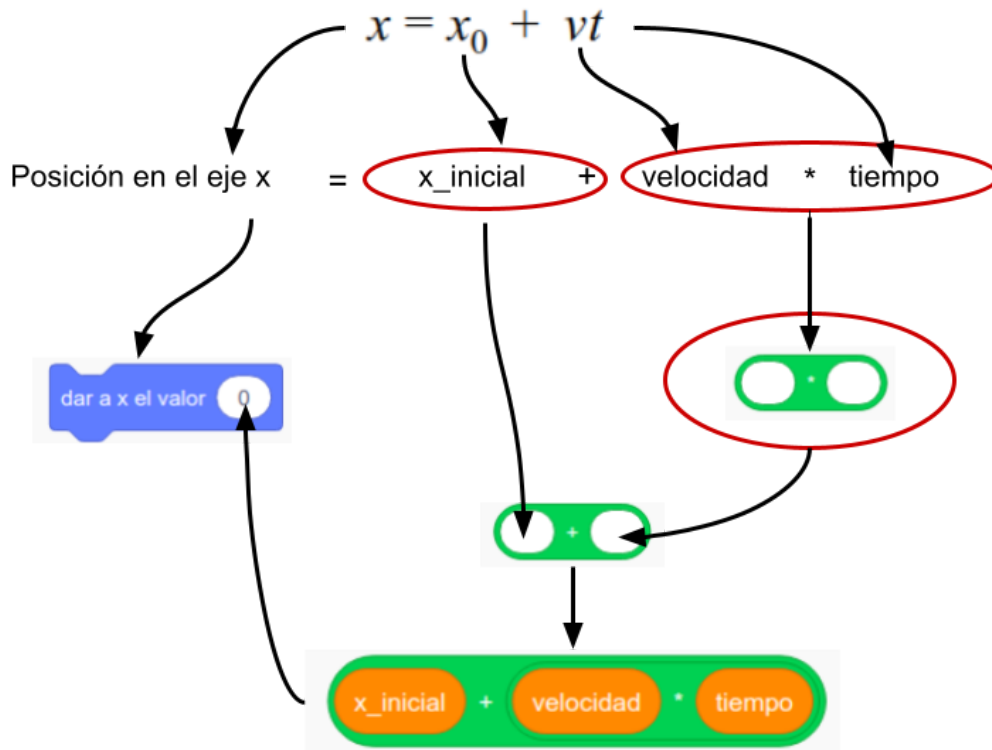 x = x₀ + vt
Posición en el eje x = x_inicial + velocidad * tiempo
dar a x el valor 0
*
+
x_inicial + velocidad * tiempo